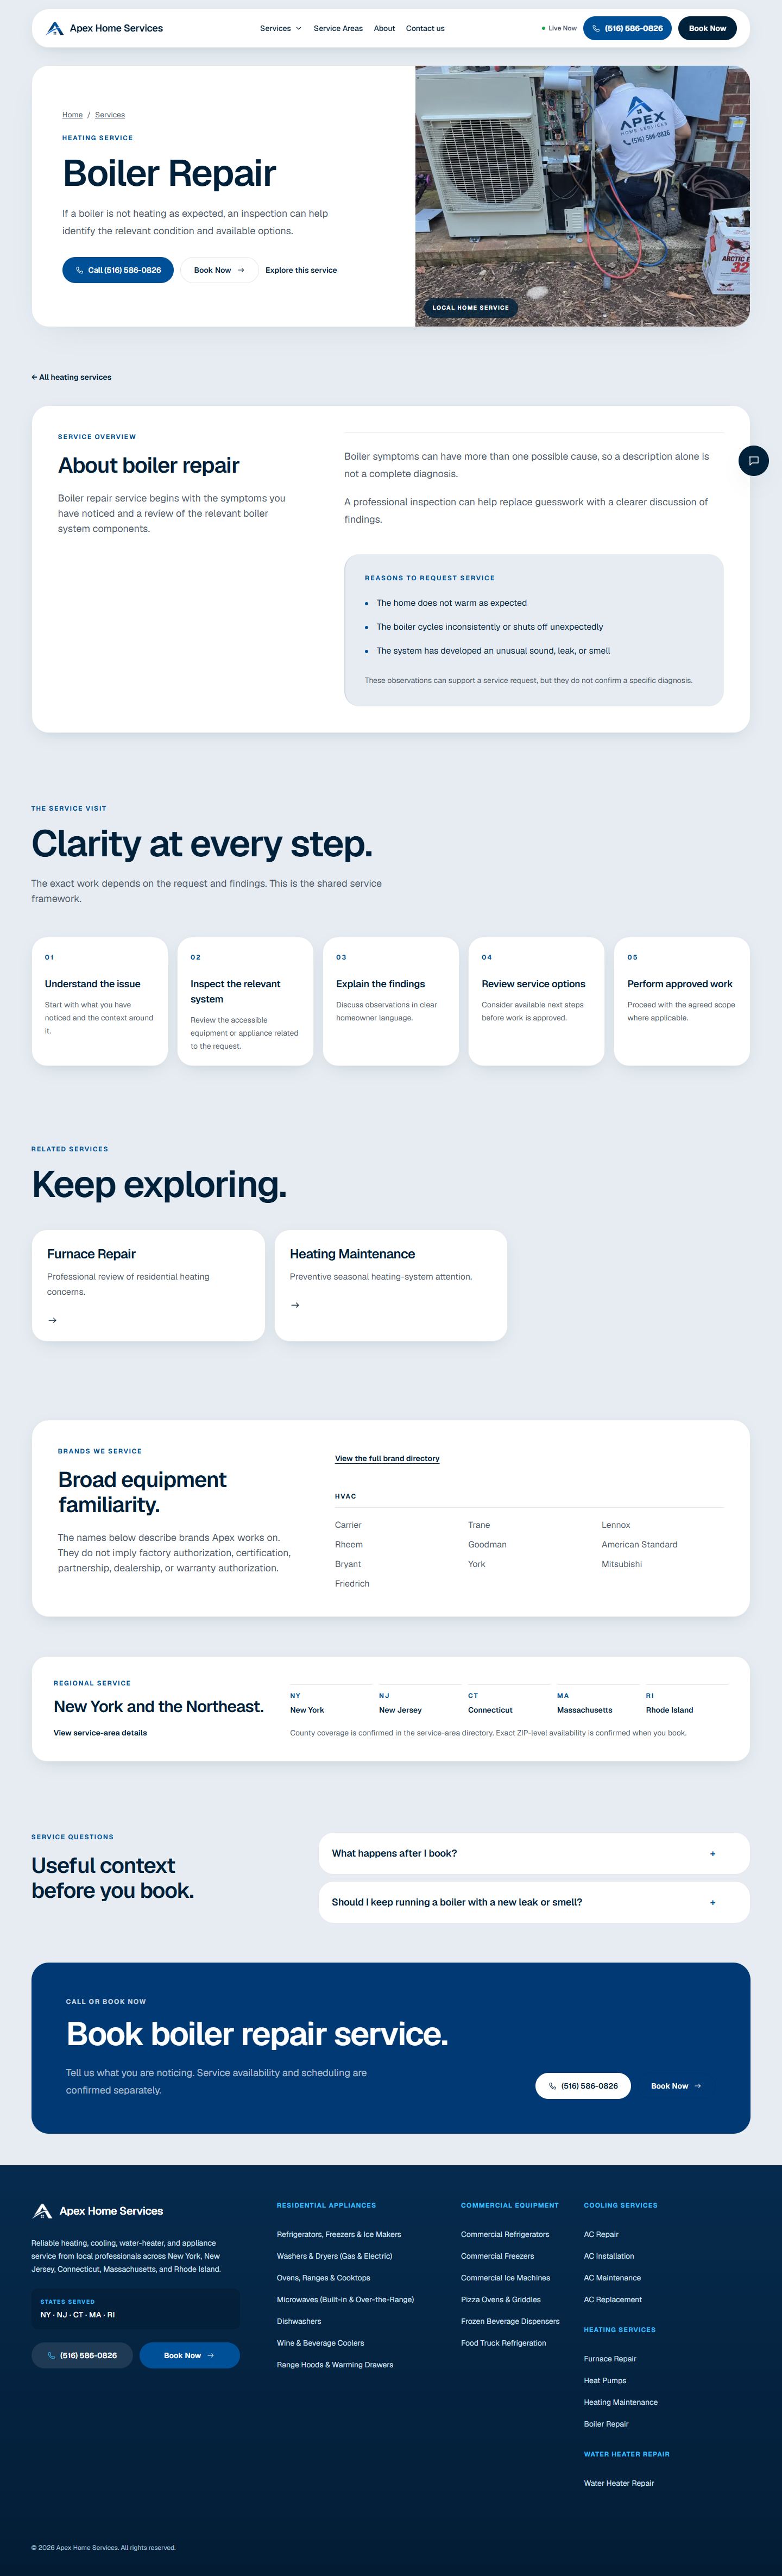 Apex Home Services
Services
Service Areas
About
Contact us
Live Now
(516) 586-0826
Book Now
Home / Services
HEATING SERVICE
Boiler Repair
If a boiler is not heating as expected, an inspection can help
identify the relevant condition and available options.
Call (516) 586-0826
Book Now →
Explore this service
APEX
HOME SERVICES
(516) 586-0826
ARCTIC
32
LOCAL HOME SERVICE
← All heating services
SERVICE OVERVIEW
About boiler repair
Boiler repair service begins with the symptoms you
have noticed and a review of the relevant boiler
system components.
Boiler symptoms can have more than one possible cause, so a description alone is
not a complete diagnosis.
A professional inspection can help replace guesswork with a clearer discussion of
findings.
REASONS TO REQUEST SERVICE
The home does not warm as expected
The boiler cycles inconsistently or shuts off unexpectedly
The system has developed an unusual sound, leak, or smell
These observations can support a service request, but they do not confirm a specific diagnosis.
THE SERVICE VISIT
Clarity at every step.
The exact work depends on the request and findings. This is the shared service
framework.
01
Understand the issue
Start with what you have
noticed and the context around
it.
02
Inspect the relevant
system
Review the accessible
equipment or appliance related
to the request.
03
Explain the findings
Discuss observations in clear
homeowner language.
04
Review service options
Consider available next steps
before work is approved.
05
Perform approved work
Proceed with the agreed scope
where applicable.
RELATED SERVICES
Keep exploring.
Furnace Repair
Professional review of residential heating
concerns.
→
Heating Maintenance
Preventive seasonal heating-system attention.
→
BRANDS WE SERVICE
Broad equipment
familiarity.
The names below describe brands Apex works on.
They do not imply factory authorization, certification,
partnership, dealership, or warranty authorization.
View the full brand directory
HVAC
Carrier
Trane
Lennox
Rheem
Goodman
American Standard
Bryant
York
Mitsubishi
Friedrich
REGIONAL SERVICE
New York and the Northeast.
View service-area details
NY
New York
NJ
New Jersey
CT
Connecticut
MA
Massachusetts
RI
Rhode Island
County coverage is confirmed in the service-area directory. Exact ZIP-level availability is confirmed when you book.
SERVICE QUESTIONS
Useful context
before you book.
What happens after I book? +
Should I keep running a boiler with a new leak or smell? +
CALL OR BOOK NOW
Book boiler repair service.
Tell us what you are noticing. Service availability and scheduling are
confirmed separately.
(516) 586-0826
Book Now →
Apex Home Services
Reliable heating, cooling, water-heater, and appliance
service from local professionals across New York, New
Jersey, Connecticut, Massachusetts, and Rhode Island.
STATES SERVED
NY · NJ · CT · MA · RI
(516) 586-0826
Book Now →
RESIDENTIAL APPLIANCES
Refrigerators, Freezers & Ice Makers
Washers & Dryers (Gas & Electric)
Ovens, Ranges & Cooktops
Microwaves (Built-in & Over-the-Range)
Dishwashers
Wine & Beverage Coolers
Range Hoods & Warming Drawers
COMMERCIAL EQUIPMENT
Commercial Refrigerators
Commercial Freezers
Commercial Ice Machines
Pizza Ovens & Griddles
Frozen Beverage Dispensers
Food Truck Refrigeration
COOLING SERVICES
AC Repair
AC Installation
AC Maintenance
AC Replacement
HEATING SERVICES
Furnace Repair
Heat Pumps
Heating Maintenance
Boiler Repair
WATER HEATER REPAIR
Water Heater Repair
© 2026 Apex Home Services. All rights reserved.